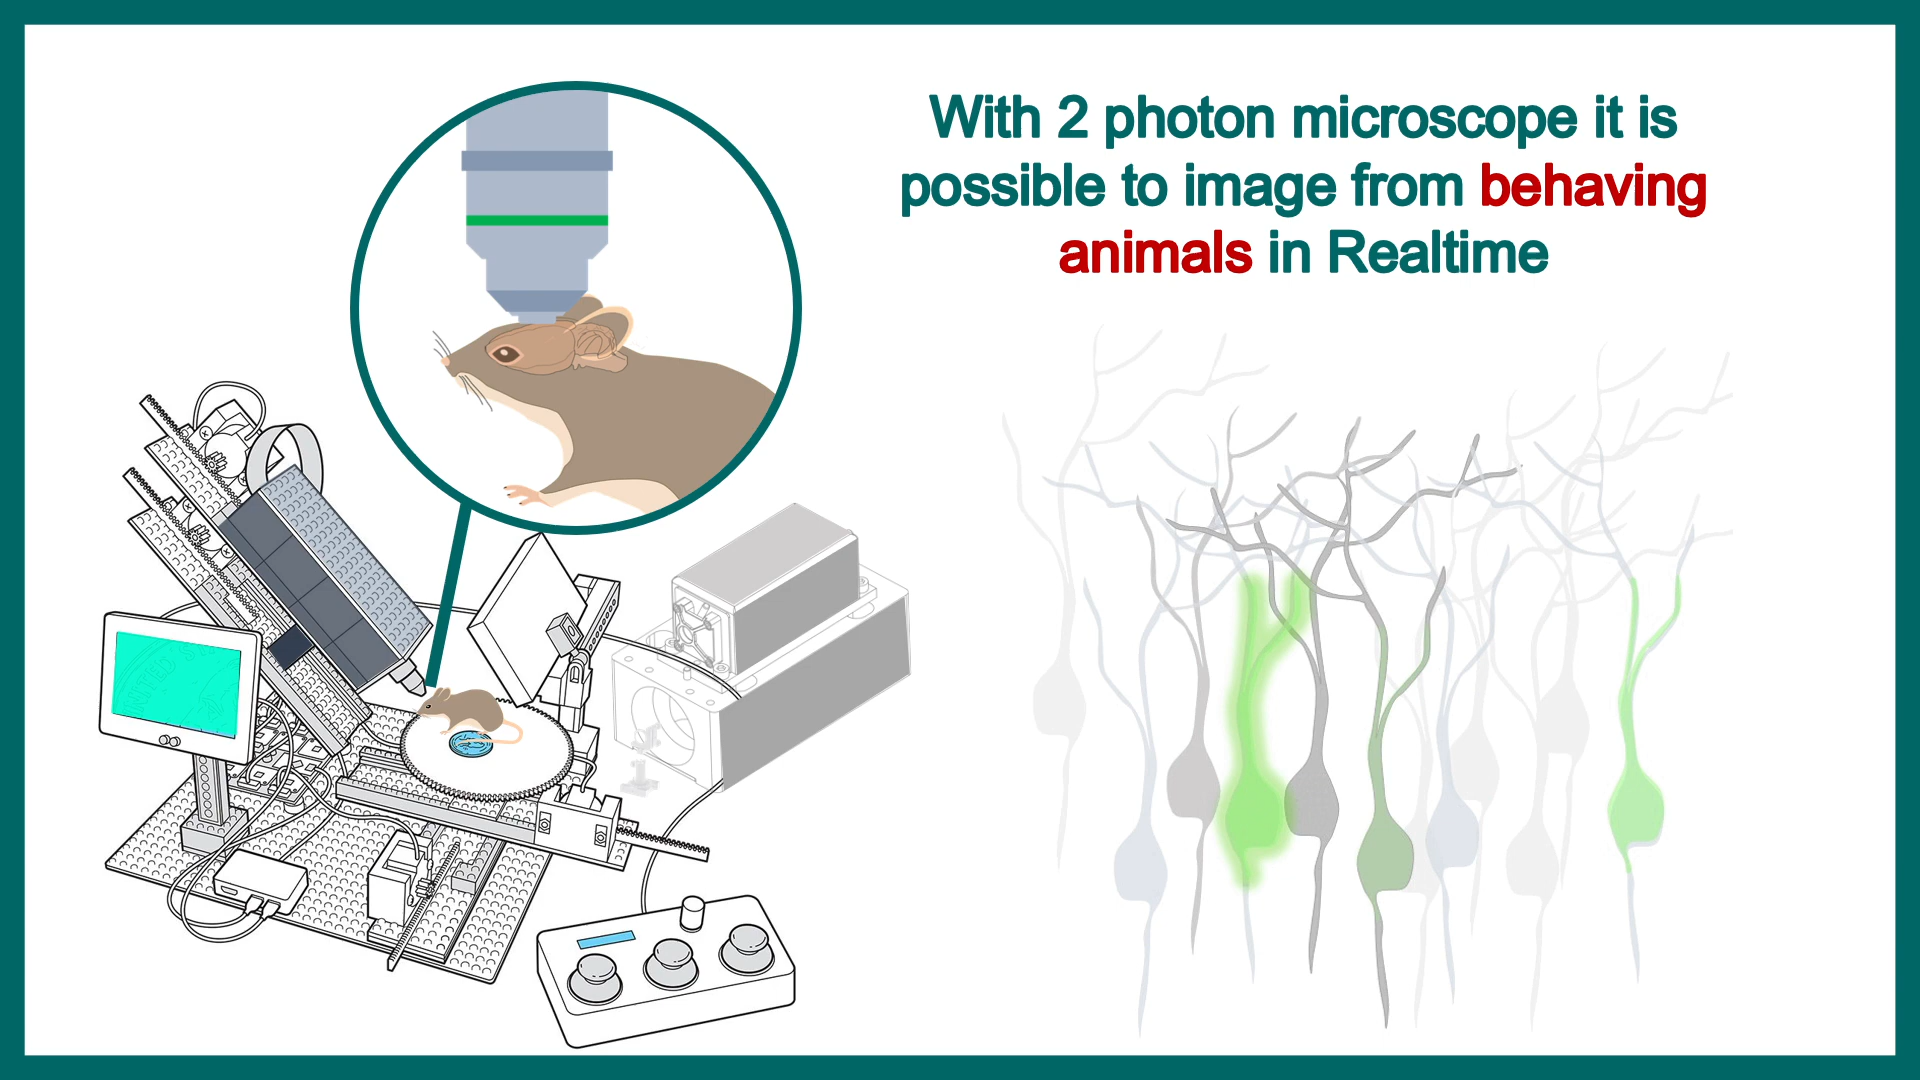 With 2 photon microscope it is
possible to image from behaving
animals in Realtime